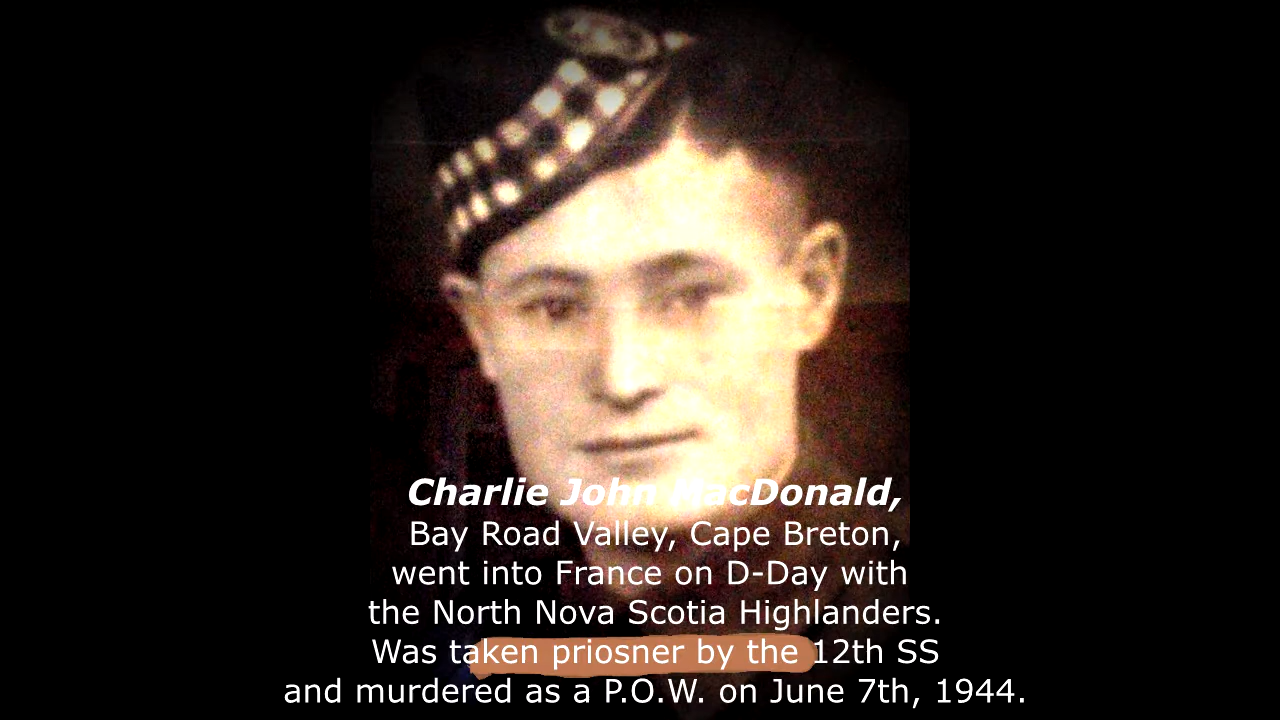 Charlie John MacDonald,
Bay Road Valley, Cape Breton,
went into France on D-Day with
the North Nova Scotia Highlanders.
Was taken priosner by the 12th SS
and murdered as a P.O.W. on June 7th, 1944.